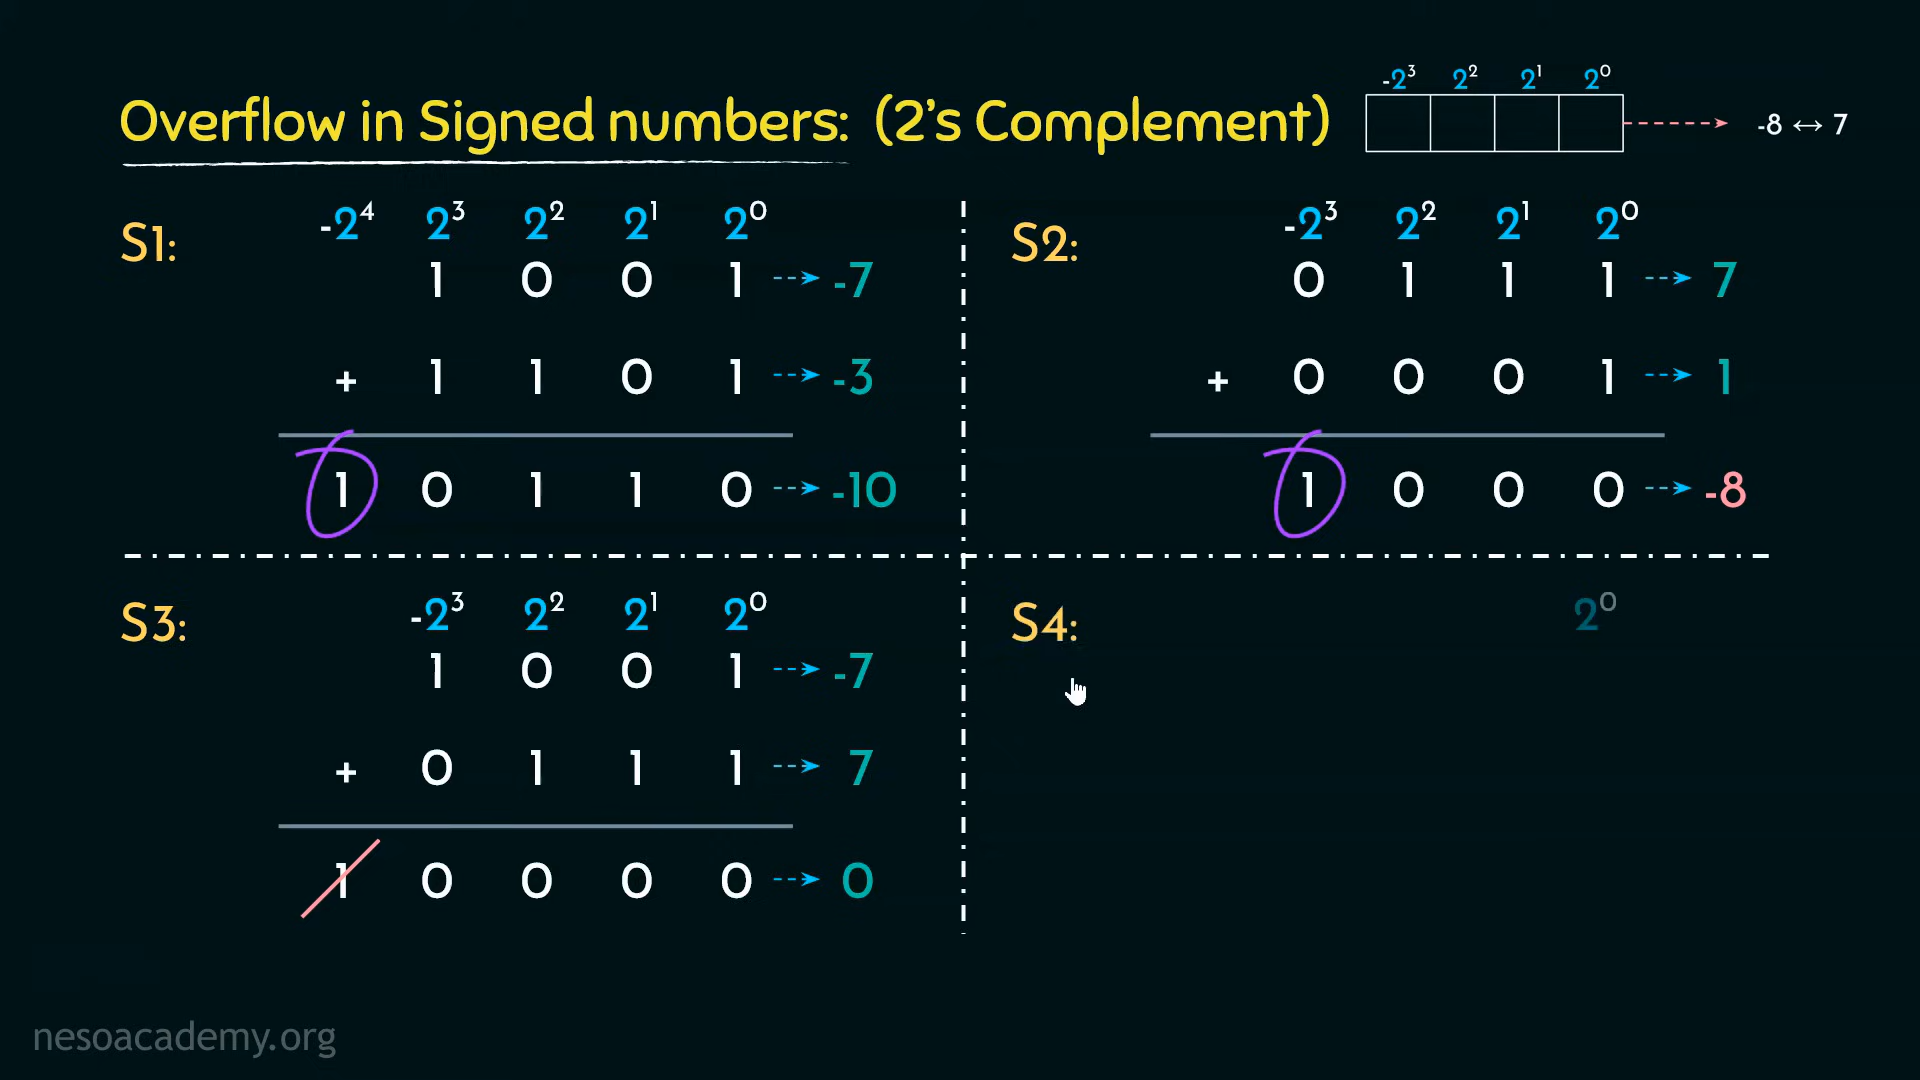 Overflow in Signed numbers: (2's Complement)
-2³ 2² 2¹ 2⁰
-8 ↔ 7
S1:
-2⁴ 2³ 2² 2¹ 2⁰
1 0 0 1 --> -7
+ 1 1 0 1 --> -3
1 0 1 1 0 --> -10
S2:
-2³ 2² 2¹ 2⁰
0 1 1 1 --> 7
+ 0 0 0 1 --> 1
1 0 0 0 --> -8
S3:
-2³ 2² 2¹ 2⁰
1 0 0 1 --> -7
+ 0 1 1 1 --> 7
1 0 0 0 0 --> 0
S4:
2⁰
nesoacademy.org